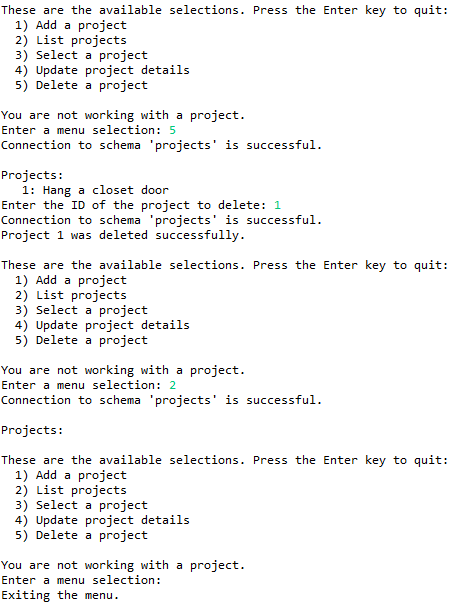 These are the available selections. Press the Enter key to quit:
  1) Add a project
  2) List projects
  3) Select a project
  4) Update project details
  5) Delete a project

You are not working with a project.
Enter a menu selection: 5
Connection to schema 'projects' is successful.

Projects:
   1: Hang a closet door
Enter the ID of the project to delete: 1
Connection to schema 'projects' is successful.
Project 1 was deleted successfully.

These are the available selections. Press the Enter key to quit:
  1) Add a project
  2) List projects
  3) Select a project
  4) Update project details
  5) Delete a project

You are not working with a project.
Enter a menu selection: 2
Connection to schema 'projects' is successful.

Projects:

These are the available selections. Press the Enter key to quit:
  1) Add a project
  2) List projects
  3) Select a project
  4) Update project details
  5) Delete a project

You are not working with a project.
Enter a menu selection:
Exiting the menu.